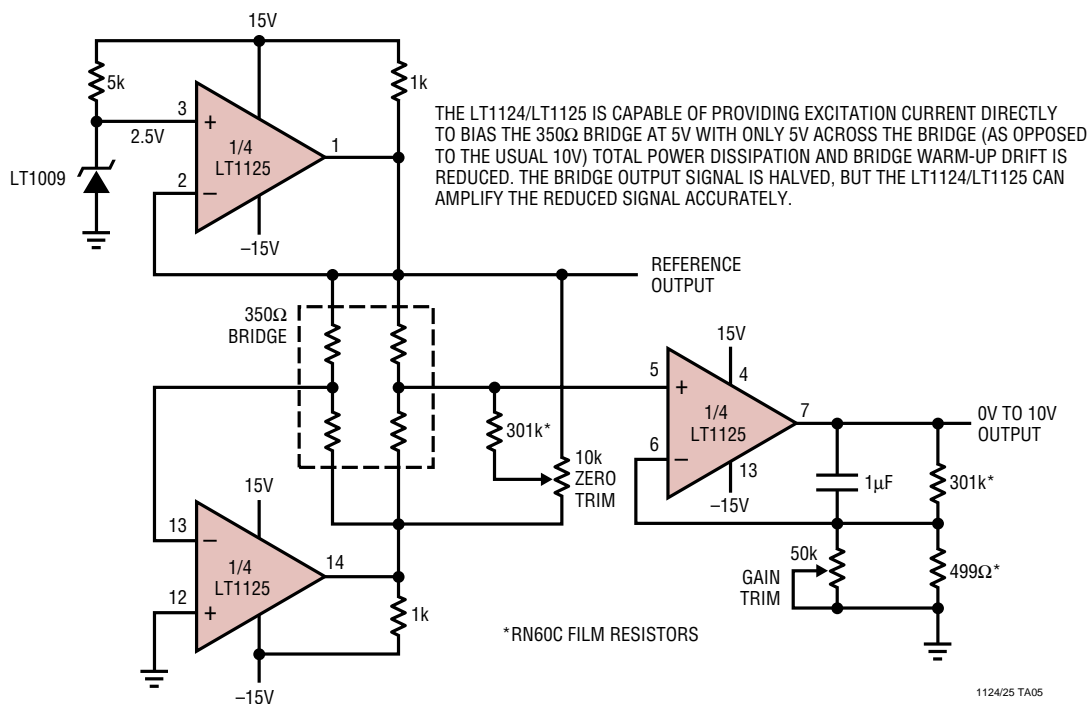 15V
5k
1k
3
+
2.5V
1/4
LT1125
1
LT1009
2
–
–15V
THE LT1124/LT1125 IS CAPABLE OF PROVIDING EXCITATION CURRENT DIRECTLY
TO BIAS THE 350Ω BRIDGE AT 5V WITH ONLY 5V ACROSS THE BRIDGE (AS OPPOSED
TO THE USUAL 10V) TOTAL POWER DISSIPATION AND BRIDGE WARM-UP DRIFT IS
REDUCED. THE BRIDGE OUTPUT SIGNAL IS HALVED, BUT THE LT1124/LT1125 CAN
AMPLIFY THE REDUCED SIGNAL ACCURATELY.
REFERENCE
OUTPUT
350Ω
BRIDGE
301k*
10k
ZERO
TRIM
15V
4
5
+
1/4
LT1125
7
6
–
13
–15V
0V TO 10V
OUTPUT
1μF
301k*
50k
GAIN
TRIM
499Ω*
15V
13
–
1/4
LT1125
14
12
+
1k
–15V
*RN60C FILM RESISTORS
1124/25 TA05